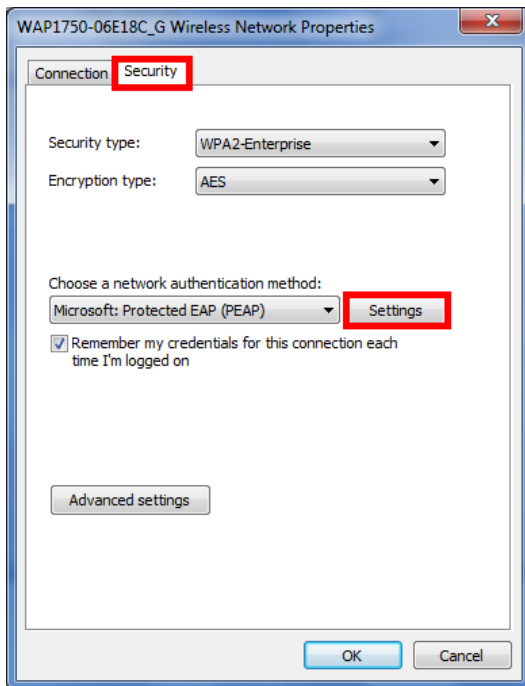 WAP1750-06E18C_G Wireless Network Properties
Connection Security
Security type: WPA2-Enterprise
Encryption type: AES
Choose a network authentication method:
Microsoft: Protected EAP (PEAP) Settings
Remember my credentials for this connection each
time I'm logged on
Advanced settings
OK Cancel